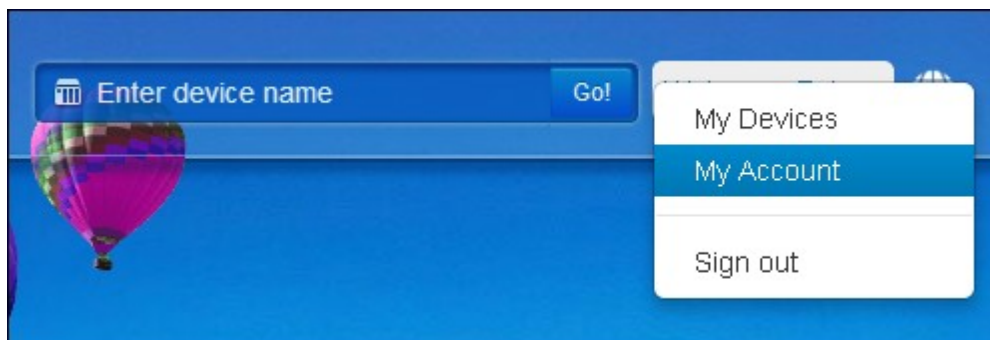 Enter device name
Go!
My Devices
My Account
Sign out